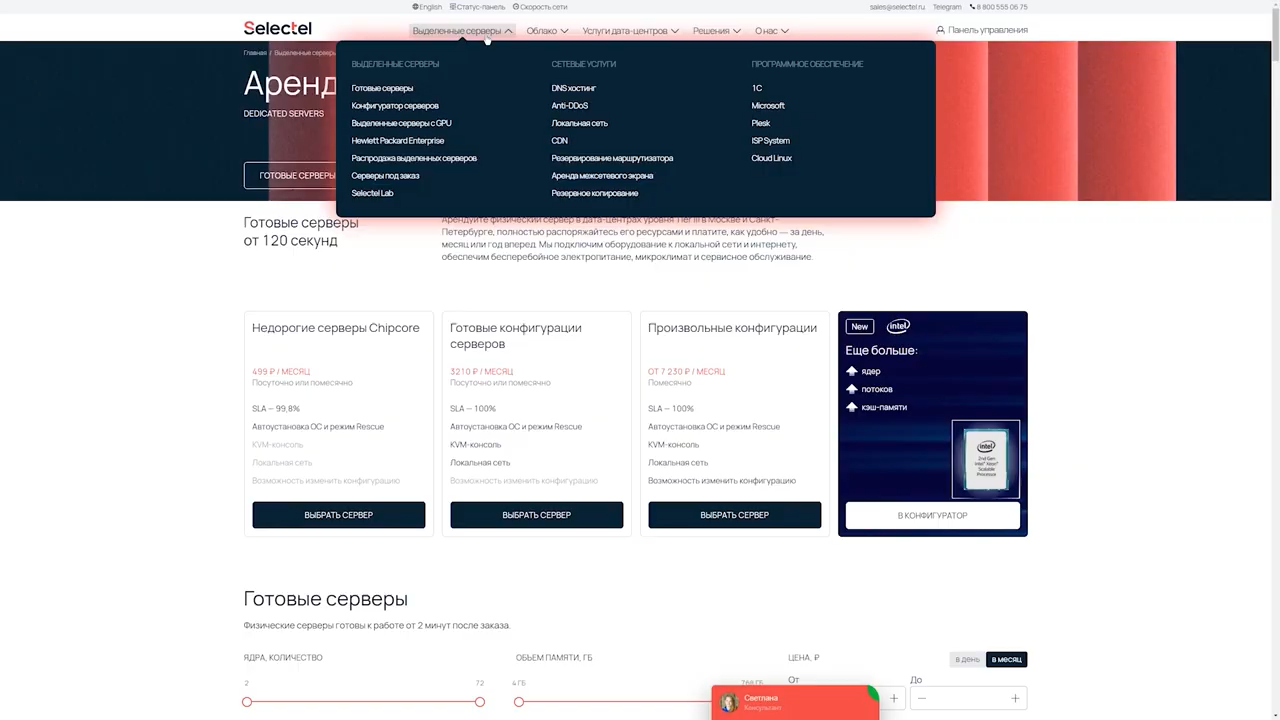 English Статус-панель Скорость сети sales@selectel.ru Telegram 8 800 555 06 75
Selectel Выделенные серверы Облако Услуги дата-центров Решения О нас Панель управления
Главная / Выделенные серверы
Аренд
DEDICATED SERVERS
ГОТОВЫЕ СЕРВЕРЫ
ВЫДЕЛЕННЫЕ СЕРВЕРЫ
Готовые серверы
Конфигуратор серверов
Выделенные серверы с GPU
Hewlett Packard Enterprise
Распродажа выделенных серверов
Серверы под заказ
Selectel Lab
СЕТЕВЫЕ УСЛУГИ
DNS хостинг
Anti-DDoS
Локальная сеть
CDN
Резервирование маршрутизатора
Аренда межсетевого экрана
Резервное копирование
ПРОГРАММНОЕ ОБЕСПЕЧЕНИЕ
1C
Microsoft
Plesk
ISP System
Cloud Linux
Готовые серверы
от 120 секунд
Арендуйте физический сервер в дата-центрах уровня Tier III в Москве и Санкт-
Петербурге, полностью распоряжайтесь его ресурсами и платите, как удобно — за день,
месяц или год вперед. Мы подключим оборудование к локальной сети и интернету,
обеспечим бесперебойное электропитание, микроклимат и сервисное обслуживание.
Недорогие серверы Chipcore
499 ₽ / МЕСЯЦ
Посуточно или помесячно
SLA — 99,8%
Автоустановка ОС и режим Rescue
KVM-консоль
Локальная сеть
Возможность изменить конфигурацию
ВЫБРАТЬ СЕРВЕР
Готовые конфигурации
серверов
3210 ₽ / МЕСЯЦ
Посуточно или помесячно
SLA — 100%
Автоустановка ОС и режим Rescue
KVM-консоль
Локальная сеть
Возможность изменить конфигурацию
ВЫБРАТЬ СЕРВЕР
Произвольные конфигурации
ОТ 7 230 ₽ / МЕСЯЦ
Помесячно
SLA — 100%
Автоустановка ОС и режим Rescue
KVM-консоль
Локальная сеть
Возможность изменить конфигурацию
ВЫБРАТЬ СЕРВЕР
New intel
Еще больше:
ядер
потоков
кэш-памяти
intel
2nd Gen
Intel® Xeon®
Scalable
Processor
В КОНФИГУРАТОР
Готовые серверы
Физические серверы готовы к работе от 2 минут после заказа.
ЯДРА, КОЛИЧЕСТВО
2 72
ОБЪЕМ ПАМЯТИ, ГБ
4 ГБ 768 ГБ
ЦЕНА, ₽ в день в месяц
От До
Светлана
Консультант